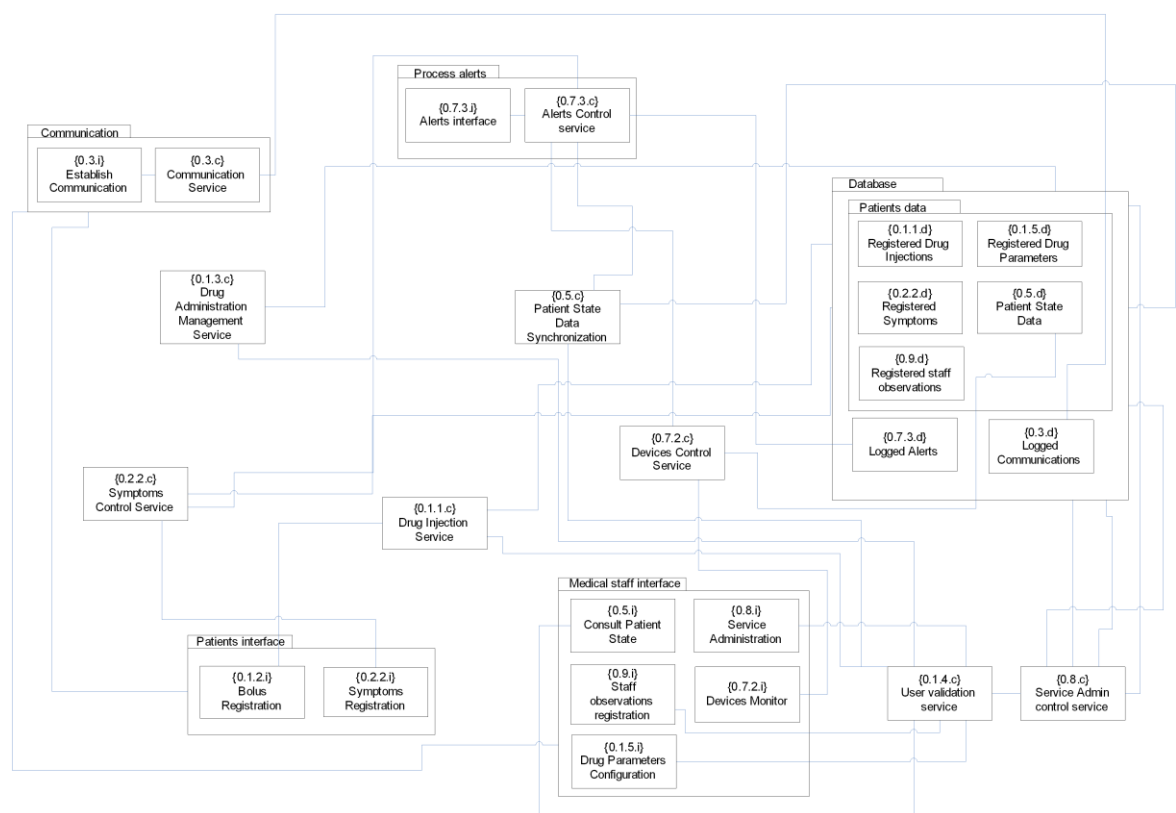 Process alerts
{0.7.3.i}
Alerts interface
{0.7.3.c}
Alerts Control
service
Communication
{0.3.i}
Establish
Communication
{0.3.c}
Communication
Service
Database
Patients data
{0.1.1.d}
Registered Drug
Injections
{0.1.5.d}
Registered Drug
Parameters
{0.2.2.d}
Registered
Symptoms
{0.5.d}
Patient State
Data
{0.9.d}
Registered staff
observations
{0.7.3.d}
Logged Alerts
{0.3.d}
Logged
Communications
{0.1.3.c}
Drug
Administration
Management
Service
{0.5.c}
Patient State
Data
Synchronization
{0.7.2.c}
Devices Control
Service
{0.2.2.c}
Symptoms
Control Service
{0.1.1.c}
Drug Injection
Service
Medical staff interface
{0.5.i}
Consult Patient
State
{0.8.i}
Service
Administration
{0.9.i}
Staff
observations
registration
{0.7.2.i}
Devices Monitor
{0.1.5.i}
Drug Parameters
Configuration
Patients interface
{0.1.2.i}
Bolus
Registration
{0.2.2.i}
Symptoms
Registration
{0.1.4.c}
User validation
service
{0.8.c}
Service Admin
control service